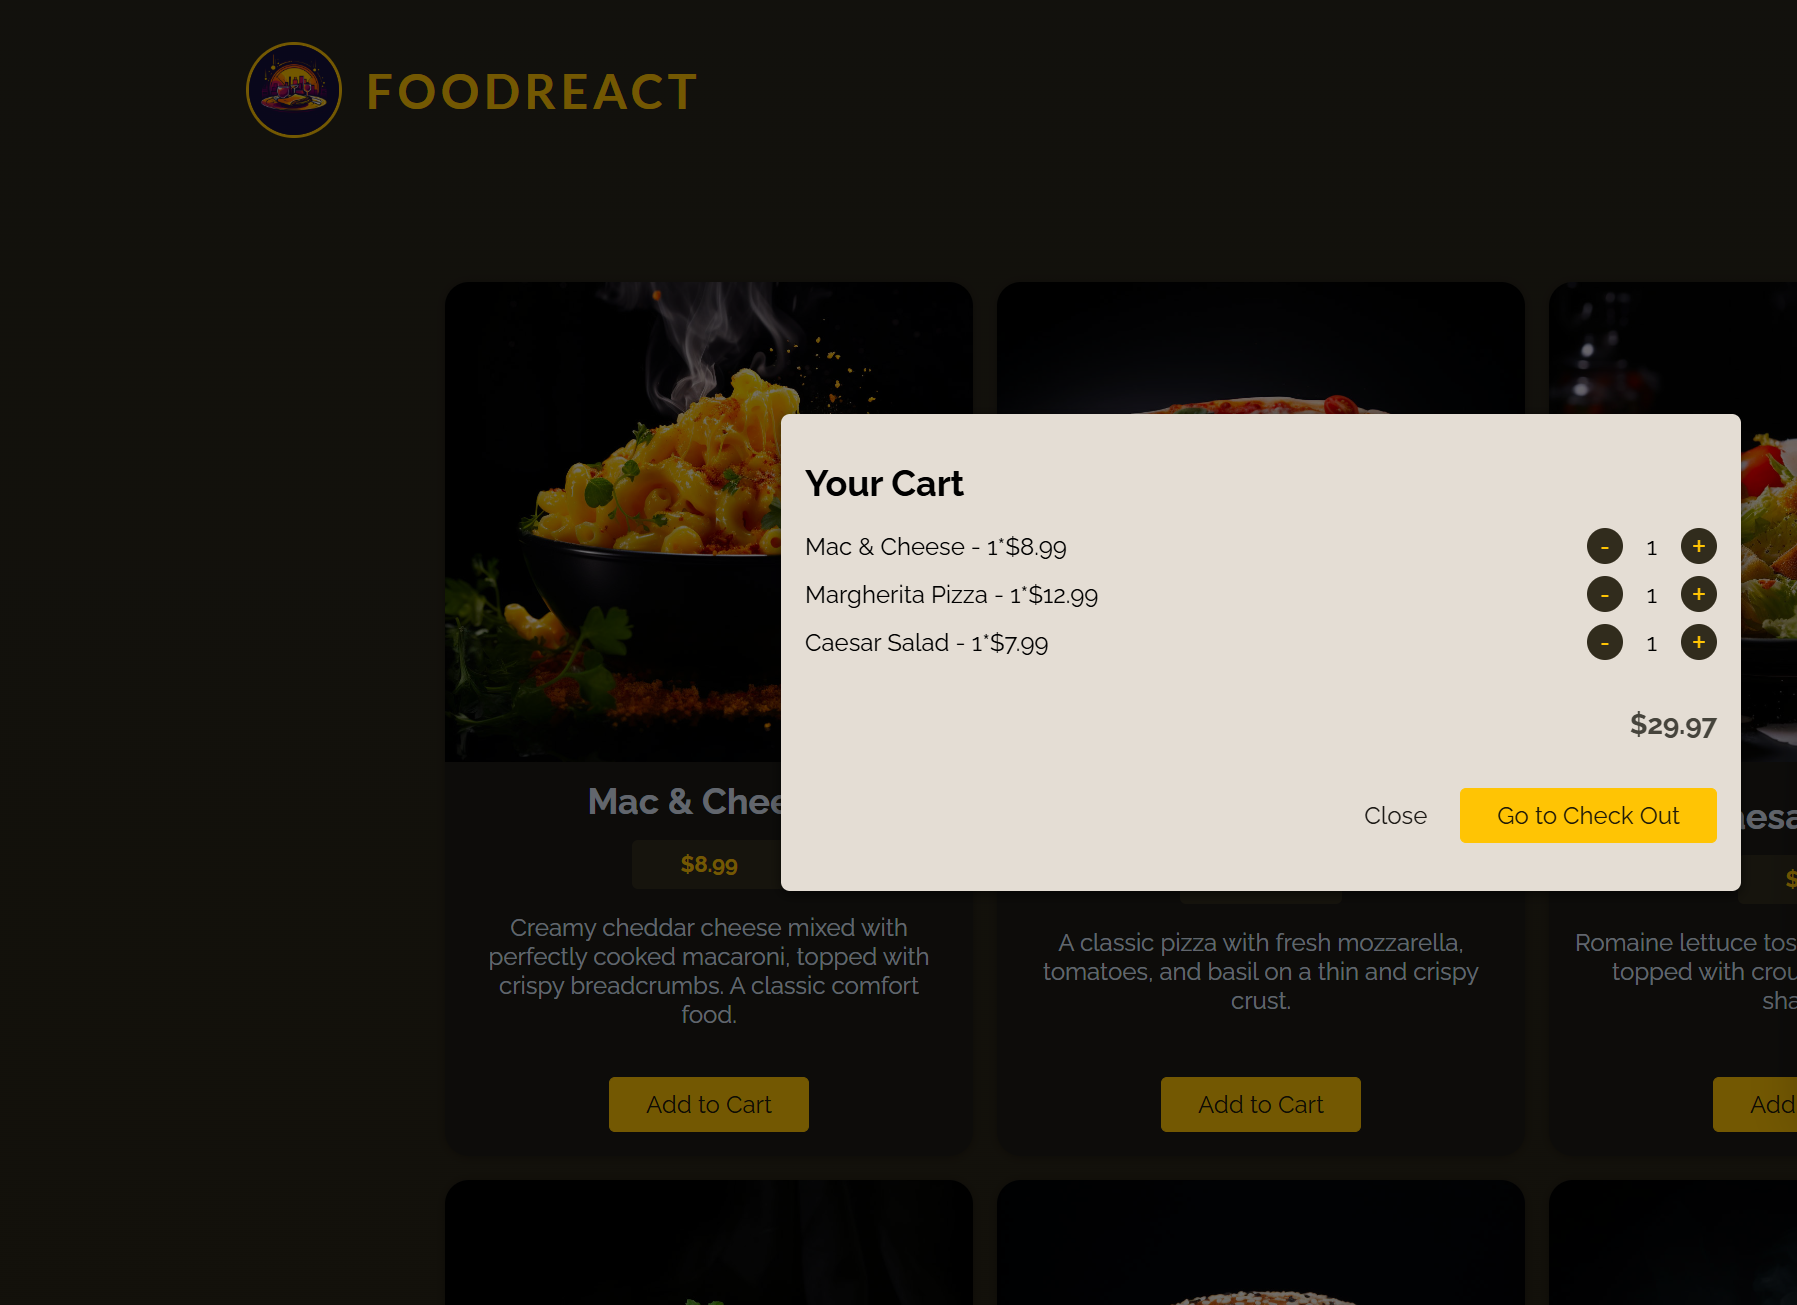 FOODREACT
Your Cart
Mac & Cheese - 1*$8.99
- 1 +
Margherita Pizza - 1*$12.99
- 1 +
Caesar Salad - 1*$7.99
- 1 +
$29.97
Close
Go to Check Out
Mac & Chee
$8.99
Creamy cheddar cheese mixed with
perfectly cooked macaroni, topped with
crispy breadcrumbs. A classic comfort
food.
Add to Cart
A classic pizza with fresh mozzarella,
tomatoes, and basil on a thin and crispy
crust.
Add to Cart
aesa
$
Romaine lettuce tos
topped with crou
sha
Add